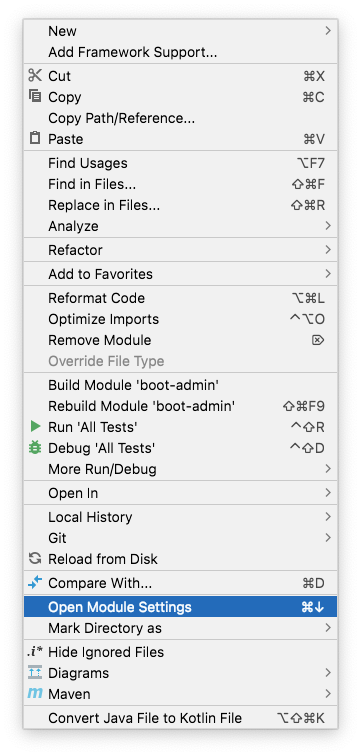 New
Add Framework Support...
Cut ⌘X
Copy ⌘C
Copy Path/Reference...
Paste ⌘V
Find Usages ⌥F7
Find in Files... ⇧⌘F
Replace in Files... ⇧⌘R
Analyze
Refactor
Add to Favorites
Reformat Code ⌥⌘L
Optimize Imports ^⌥O
Remove Module ⌦
Override File Type
Build Module 'boot-admin'
Rebuild Module 'boot-admin' ⇧⌘F9
Run 'All Tests' ^⇧R
Debug 'All Tests' ^⇧D
More Run/Debug
Open In
Local History
Git
Reload from Disk
Compare With... ⌘D
Open Module Settings ⌘↓
Mark Directory as
.i* Hide Ignored Files
Diagrams
m Maven
Convert Java File to Kotlin File ⌥⇧⌘K